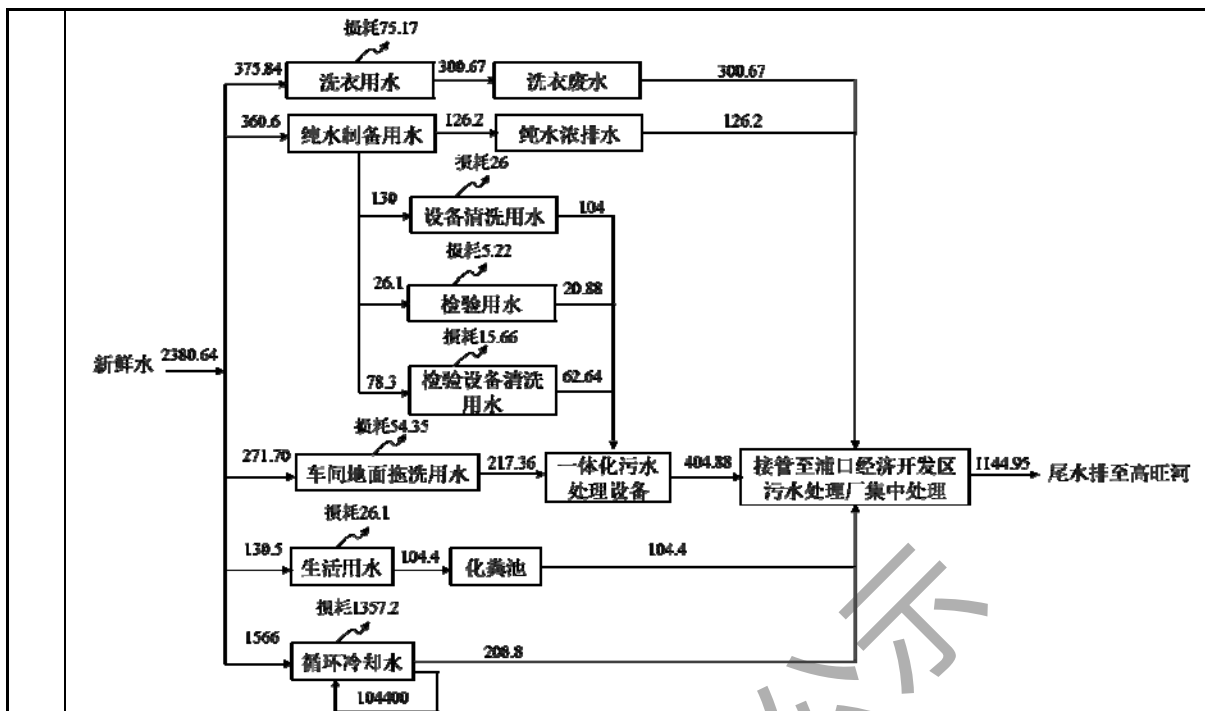 损耗75.17
375.84
洗衣用水
300.67
洗衣废水
300.67
360.6
纯水制备用水
126.2
纯水浓排水
126.2
损耗26
130
设备清洗用水
104
损耗5.22
26.1
检验用水
20.88
损耗15.66
78.3
检验设备清洗
用水
62.64
新鲜水
2380.64
损耗54.35
271.70
车间地面拖洗用水
217.36
一体化污水
处理设备
404.88
接管至浦口经济开发区
污水处理厂集中处理
1144.95
尾水排至高旺河
损耗26.1
130.5
生活用水
104.4
化粪池
104.4
损耗1357.2
1566
循环冷却水
208.8
104400
公示